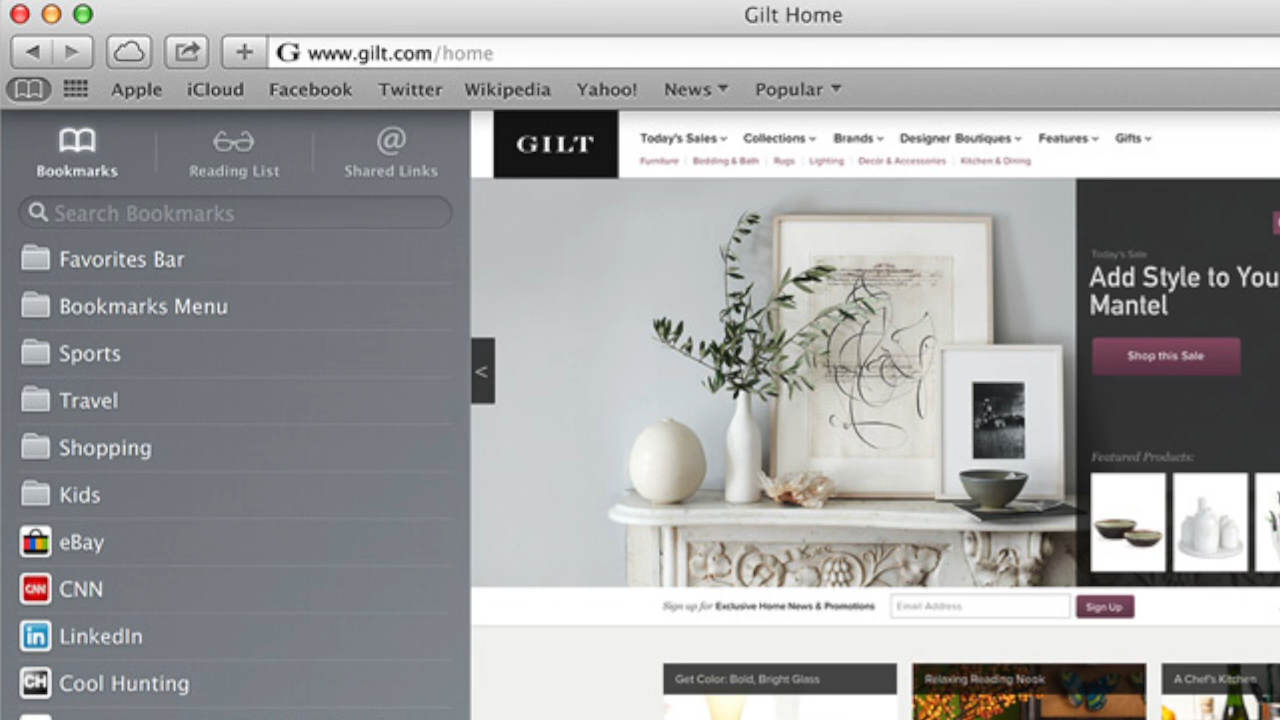 Gilt Home
G www.gilt.com/home
Apple iCloud Facebook Twitter Wikipedia Yahoo! News Popular
Bookmarks Reading List @ Shared Links
Search Bookmarks
Favorites Bar
Bookmarks Menu
Sports
Travel
Shopping
Kids
eBay
CNN CNN
in LinkedIn
CH Cool Hunting
GILT
Today's Sales Collections Brands Designer Boutiques Features Gifts
Furniture Bedding & Bath Rugs Lighting Decor & Accessories Kitchen & Dining
<
Today's Sale
Add Style to You
Mantel
Shop this Sale
Featured Products:
Sign up for Exclusive Home News & Promotions Email Address Sign Up
Get Color: Bold, Bright Glass Relaxing Reading Nook A Chef's Kitchen